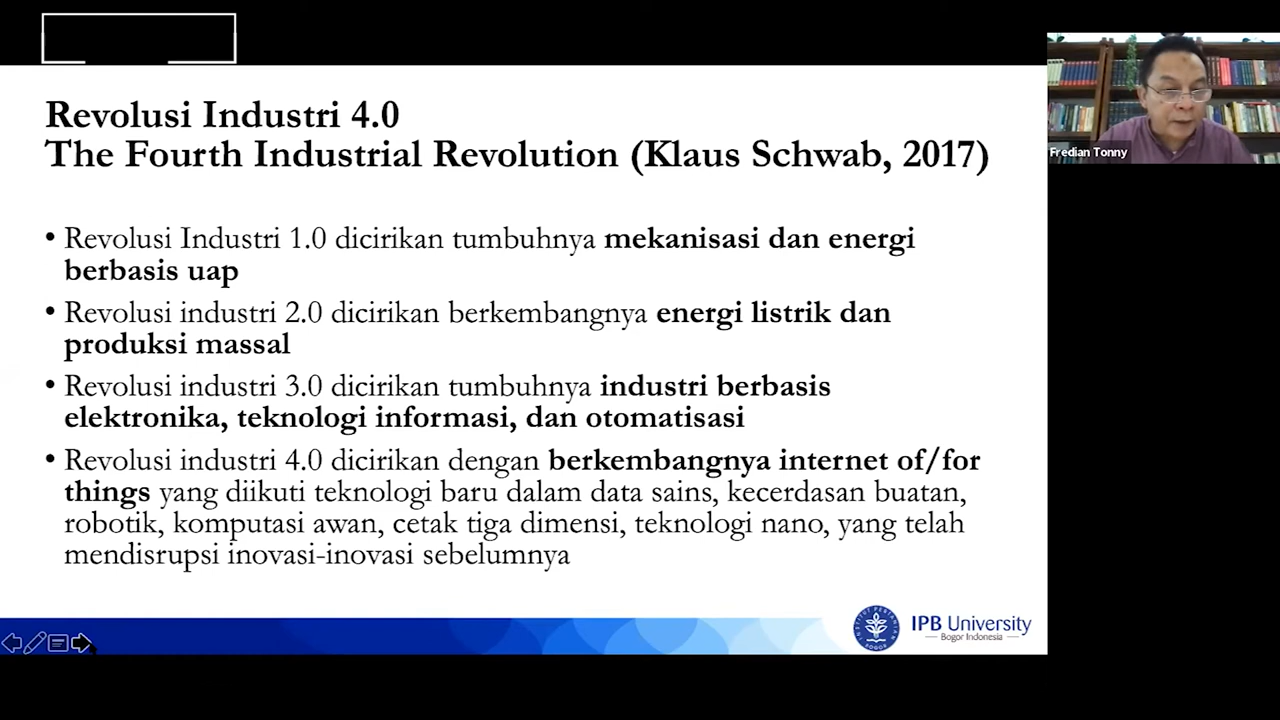 Revolusi Industri 4.0
The Fourth Industrial Revolution (Klaus Schwab, 2017)
• Revolusi Industri 1.0 dicirikan tumbuhnya mekanisasi dan energi
berbasis uap
• Revolusi industri 2.0 dicirikan berkembangnya energi listrik dan
produksi massal
• Revolusi industri 3.0 dicirikan tumbuhnya industri berbasis
elektronika, teknologi informasi, dan otomatisasi
• Revolusi industri 4.0 dicirikan dengan berkembangnya internet of/for
things yang diikuti teknologi baru dalam data sains, kecerdasan buatan,
robotik, komputasi awan, cetak tiga dimensi, teknologi nano, yang telah
mendisrupsi inovasi-inovasi sebelumnya
Fredian Tonny
INSTITUT PERTANIAN
BOGOR
IPB University
Bogor Indonesia